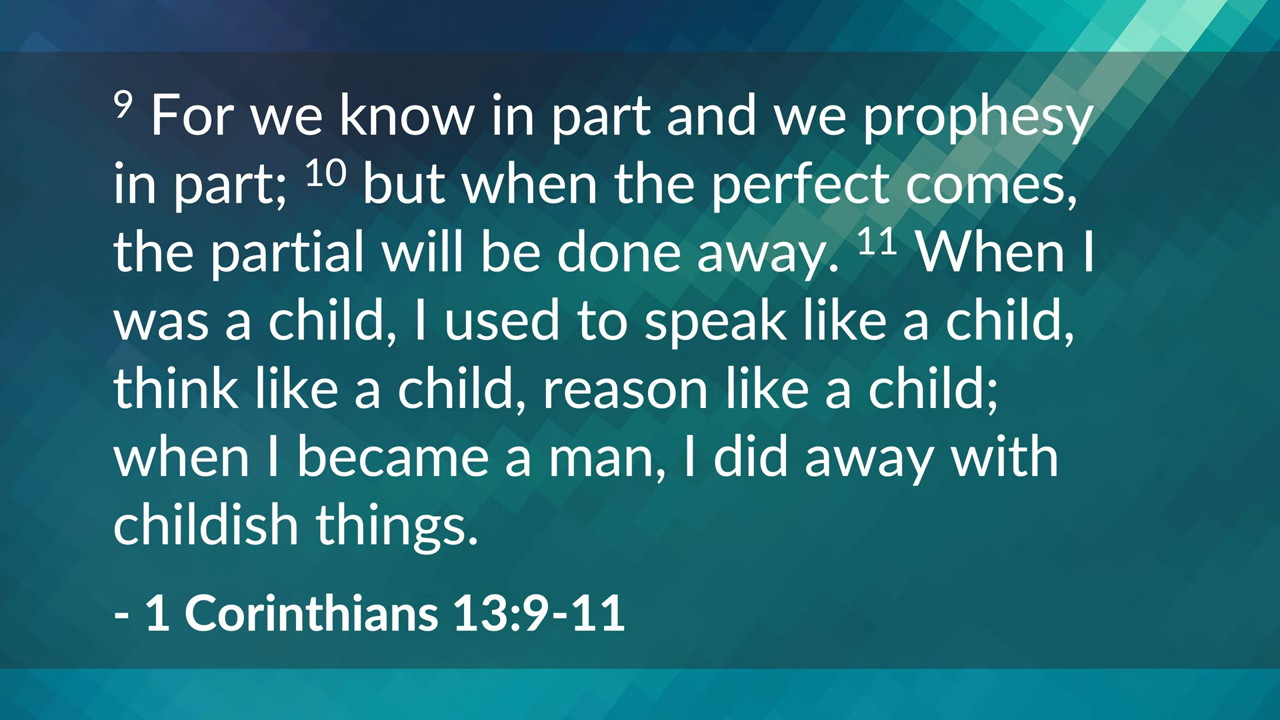 9 For we know in part and we prophesy
in part; 10 but when the perfect comes,
the partial will be done away. 11 When I
was a child, I used to speak like a child,
think like a child, reason like a child;
when I became a man, I did away with
childish things.
- 1 Corinthians 13:9-11